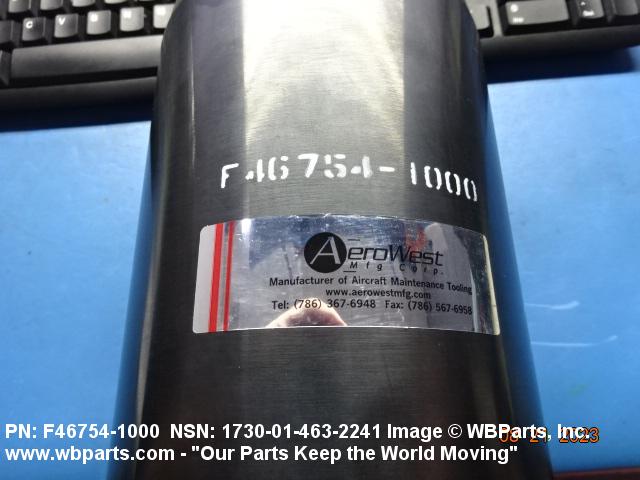 F46754-1000
AeroWest
Mfg Corp.
Manufacturer of Aircraft Maintenance Tooling
www.aerowestmfg.com
Tel: (786) 367-6948 Fax: (786) 567-6958
PN: F46754-1000 NSN: 1730-01-463-2241 Image © WBParts, Inc.
www.wbparts.com - "Our Parts Keep the World Moving"